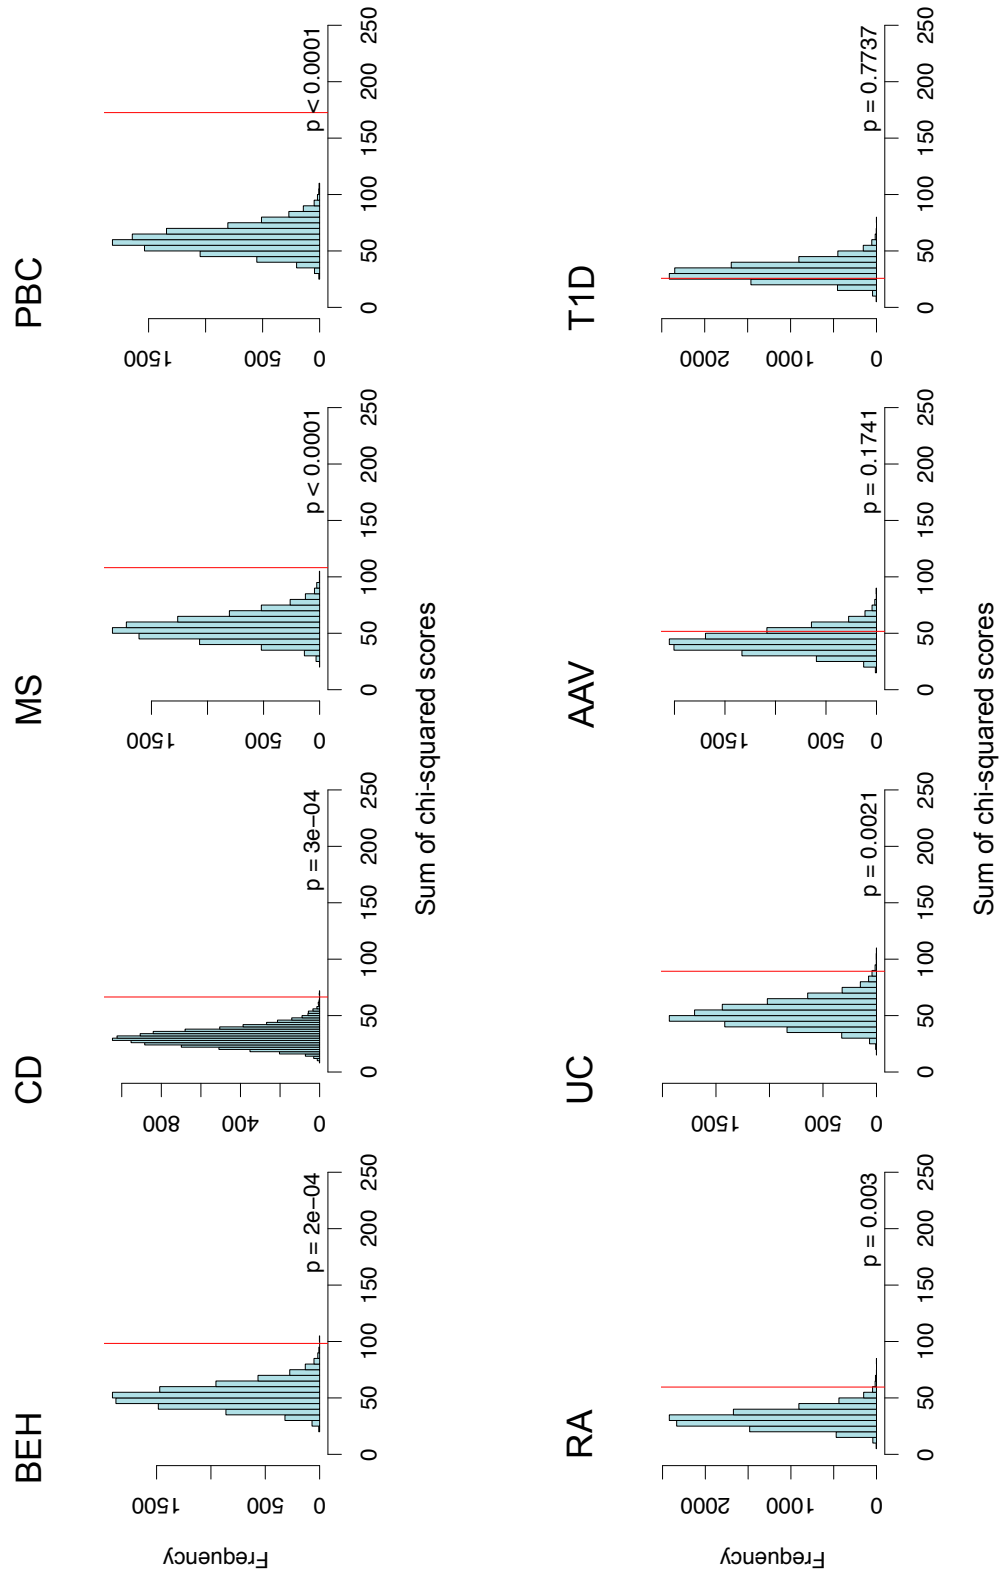 BEH
CD
MS
PBC
Frequency
0
500
1500
0
400
800
0
500
1500
0
500
1500
p = 2e-04
p = 3e-04
p < 0.0001
p < 0.0001
0 50 100 150 200 250
0 50 100 150 200 250
0 50 100 150 200 250
0 50 100 150 200 250
Sum of chi-squared scores
RA
UC
AAV
T1D
Frequency
0
1000
2000
0
500
1500
0
500
1500
0
1000
2000
p = 0.003
p = 0.0021
p = 0.1741
p = 0.7737
0 50 100 150 200 250
0 50 100 150 200 250
0 50 100 150 200 250
0 50 100 150 200 250
Sum of chi-squared scores